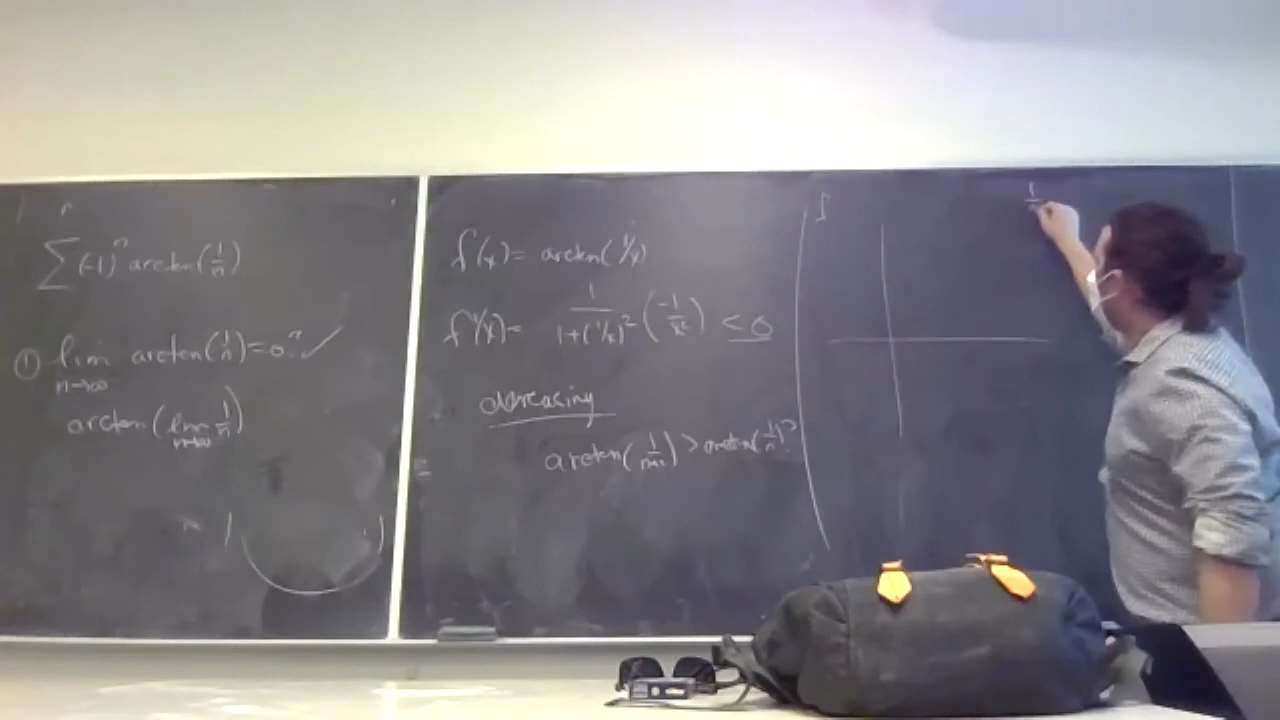 ∑ (-1)^n arctan(1/n)
① lim n→∞ arctan(1/n) = 0? ✓
arctan(lim n→∞ 1/n)
f(x) = arctan(1/x)
f'(x) = 1/(1+(1/x)²) (-1/x²) ≤ 0
decreasing
arctan(1/(n+1)) > arctan(1/n)?
1